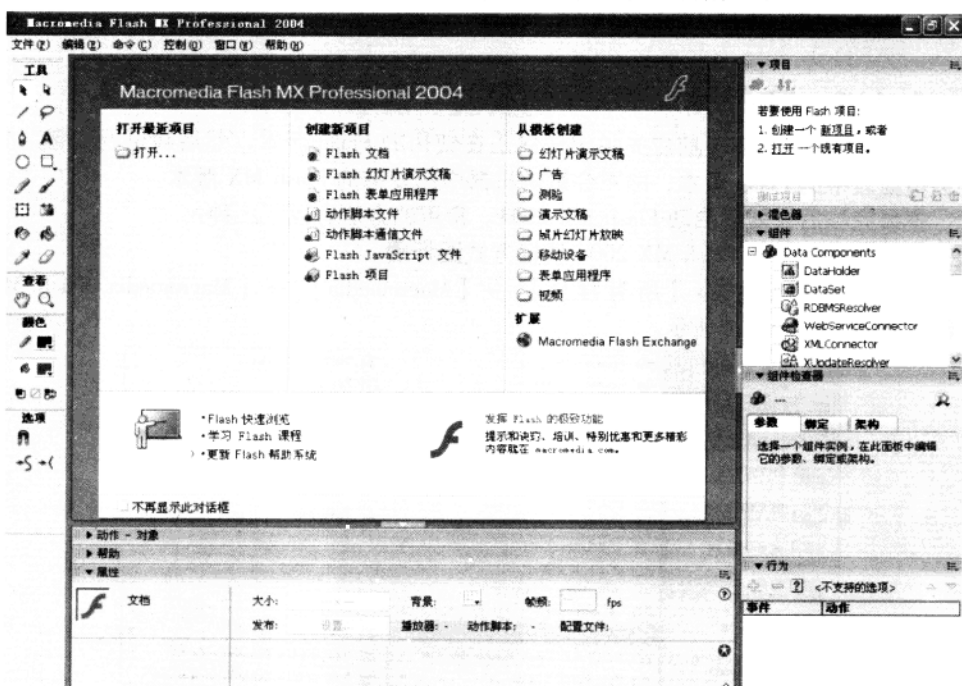 Macromedia Flash MX Professional 2004
文件(F) 编辑(E) 命令(C) 控制(O) 窗口(W) 帮助(H)
工具
查看
颜色
选项
Macromedia Flash MX Professional 2004
打开最近项目
打开...
创建新项目
Flash 文档
Flash 幻灯片演示文稿
Flash 表单应用程序
动作脚本文件
动作脚本通信文件
Flash JavaScript 文件
Flash 项目
从模板创建
幻灯片演示文稿
广告
测验
演示文稿
照片幻灯片放映
移动设备
表单应用程序
视频
扩展
Macromedia Flash Exchange
•Flash 快速浏览
•学习 Flash 课程
•更新 Flash 帮助系统
发挥 Flash 的极致功能
提示和诀窍、培训、特别优惠和更多精彩
内容就在 macromedia com。
不再显示此对话框
动作 - 对象
帮助
属性
文档
大小:
背景:
帧频: fps
发布: 设置...
播放器: -
动作脚本: -
配置文件:
项目
若要使用 Flash 项目:
1. 创建一个 新项目，或者
2. 打开 一个现有项目。
测试项目
混色器
组件
Data Components
DataHolder
DataSet
RDBMSResolver
WebServiceConnector
XMLConnector
XUpdateResolver
组件检查器
参数 绑定 架构
选择一个组件实例，在此面板中编辑
它的参数、绑定或架构。
行为
<不支持的选项>
事件 动作